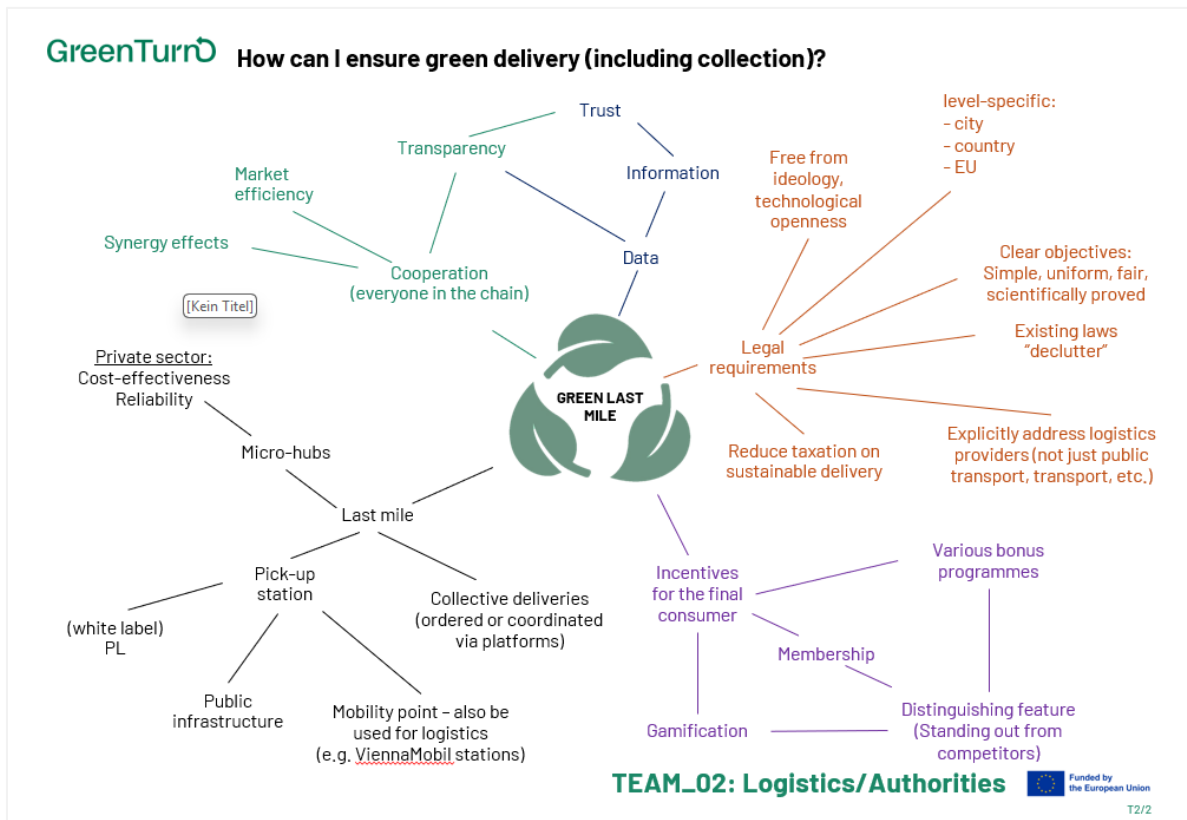 GreenTurn
How can I ensure green delivery (including collection)?
Trust
Transparency
Information
Market
efficiency
Synergy effects
Data
Cooperation
(everyone in the chain)
[Kein Titel]
level-specific:
- city
- country
- EU
Free from
ideology,
technological
openness
Clear objectives:
Simple, uniform, fair,
scientifically proved
Existing laws
"declutter"
Legal
requirements
Explicitly address logistics
providers (not just public
transport, transport, etc.)
Reduce taxation on
sustainable delivery
GREEN LAST
MILE
Private sector:
Cost-effectiveness
Reliability
Micro-hubs
Last mile
Pick-up
station
Collective deliveries
(ordered or coordinated
via platforms)
(white label)
PL
Public
infrastructure
Mobility point – also be
used for logistics
(e.g. ViennaMobil stations)
Incentives
for the final
consumer
Various bonus
programmes
Membership
Gamification
Distinguishing feature
(Standing out from
competitors)
TEAM_02: Logistics/Authorities
Funded by
the European Union
T2/2